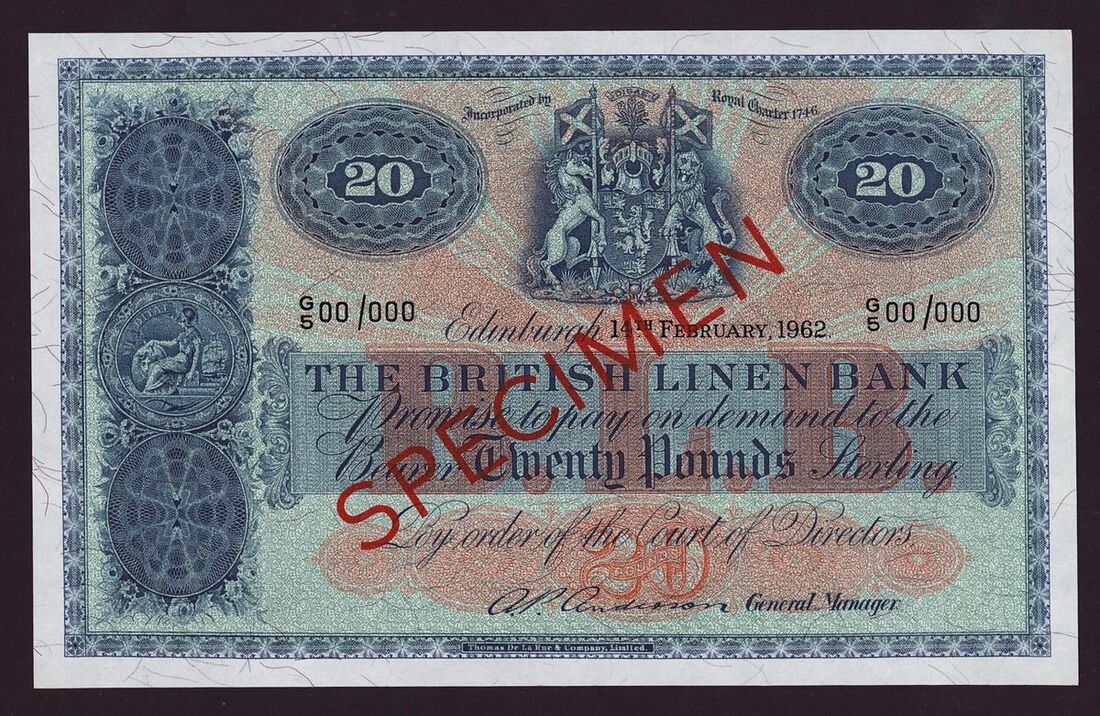 Incorporated by Royal Charter 1746
20 20
G/5 00/000 G/5 00/000
Edinburgh, 14TH FEBRUARY, 1962.
SPECIMEN
B.L.B.
THE BRITISH LINEN BANK
Promise to pay on demand to the
Bearer Twenty Pounds Sterling
By order of the Court of Directors
20
A.P. Anderson General Manager
Thomas De La Rue & Company, Limited.